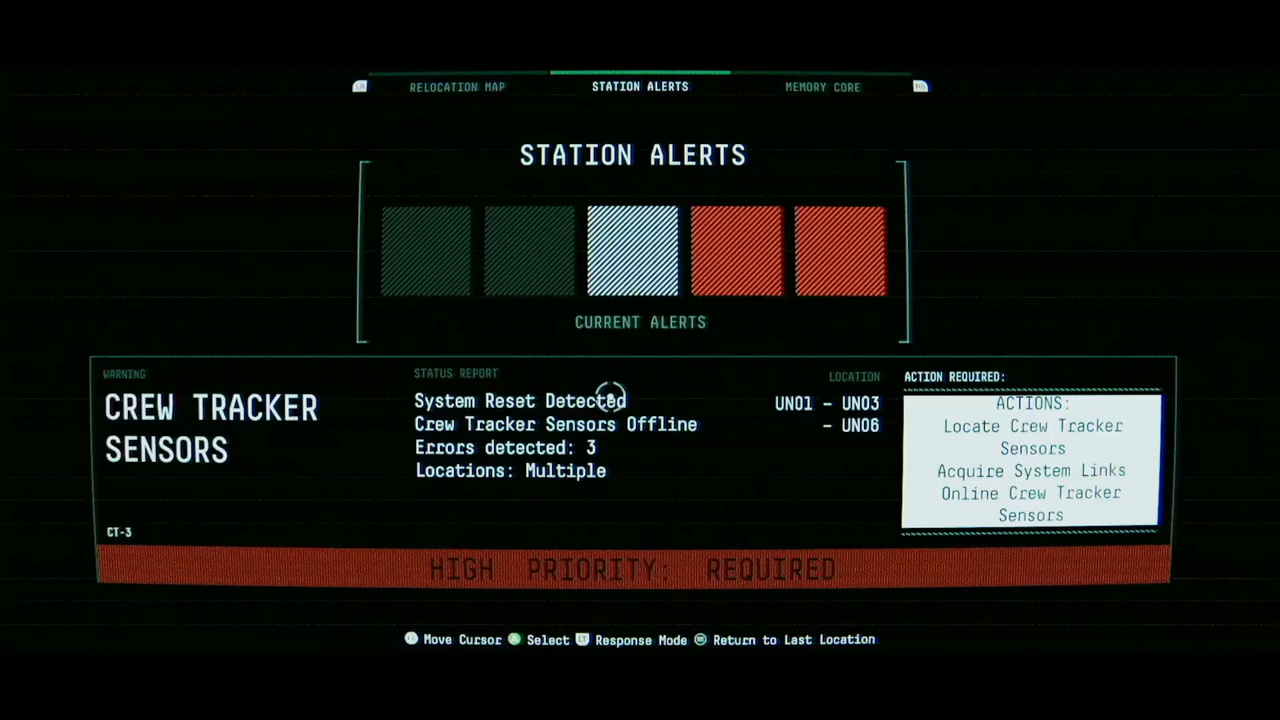 RELOCATION MAP
STATION ALERTS
MEMORY CORE
STATION ALERTS
CURRENT ALERTS
WARNING
CREW TRACKER
SENSORS
CT-3
STATUS REPORT
System Reset Detected
Crew Tracker Sensors Offline
Errors detected: 3
Locations: Multiple
LOCATION
UN01 - UN03
- UN06
ACTION REQUIRED:
ACTIONS:
Locate Crew Tracker
Sensors
Acquire System Links
Online Crew Tracker
Sensors
HIGH PRIORITY: REQUIRED
Move Cursor A Select LT Response Mode Return to Last Location